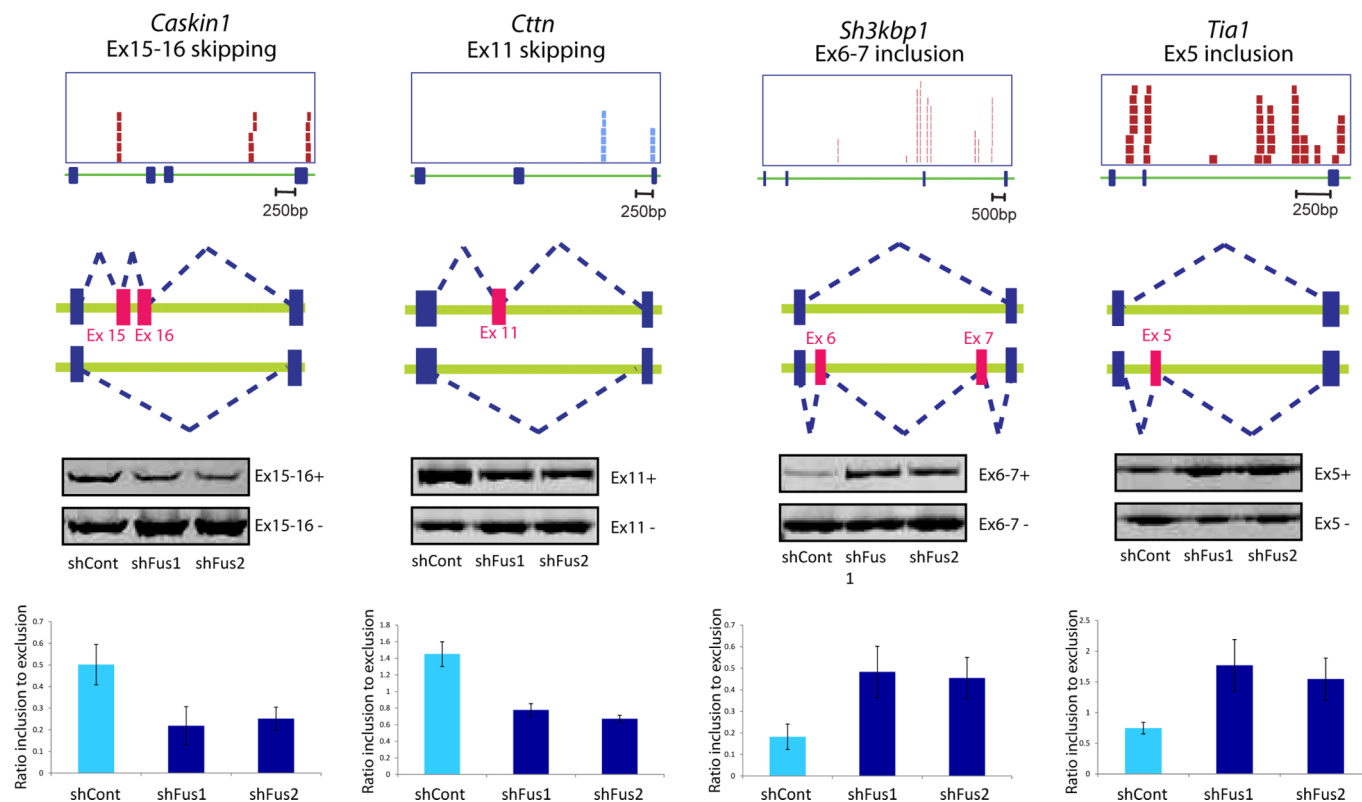 Caskin1
Ex15-16 skipping
250bp
Ex 15
Ex 16
Ex15-16+
Ex15-16 -
shCont
shFus1
shFus2
Ratio inclusion to exclusion
0.7
0.6
0.5
0.4
0.3
0.2
0.1
0
shCont
shFus1
shFus2
Cttn
Ex11 skipping
250bp
Ex 11
Ex11+
Ex11 -
shCont
shFus1
shFus2
Ratio inclusion to exclusion
1.8
1.6
1.4
1.2
1
0.8
0.6
0.4
0.2
0
shCont
shFus1
shFus2
Sh3kbp1
Ex6-7 inclusion
500bp
Ex 6
Ex 7
Ex6-7+
Ex6-7 -
shCont
shFus
1
shFus2
Ratio inclusion to exclusion
0.7
0.6
0.5
0.4
0.3
0.2
0.1
0
shCont
shFus1
shFus2
Tia1
Ex5 inclusion
250bp
Ex 5
Ex5+
Ex5 -
shCont
shFus1
shFus2
Ratio inclusion to exclusion
2.5
2
1.5
1
0.5
0
shCont
shFus1
shFus2